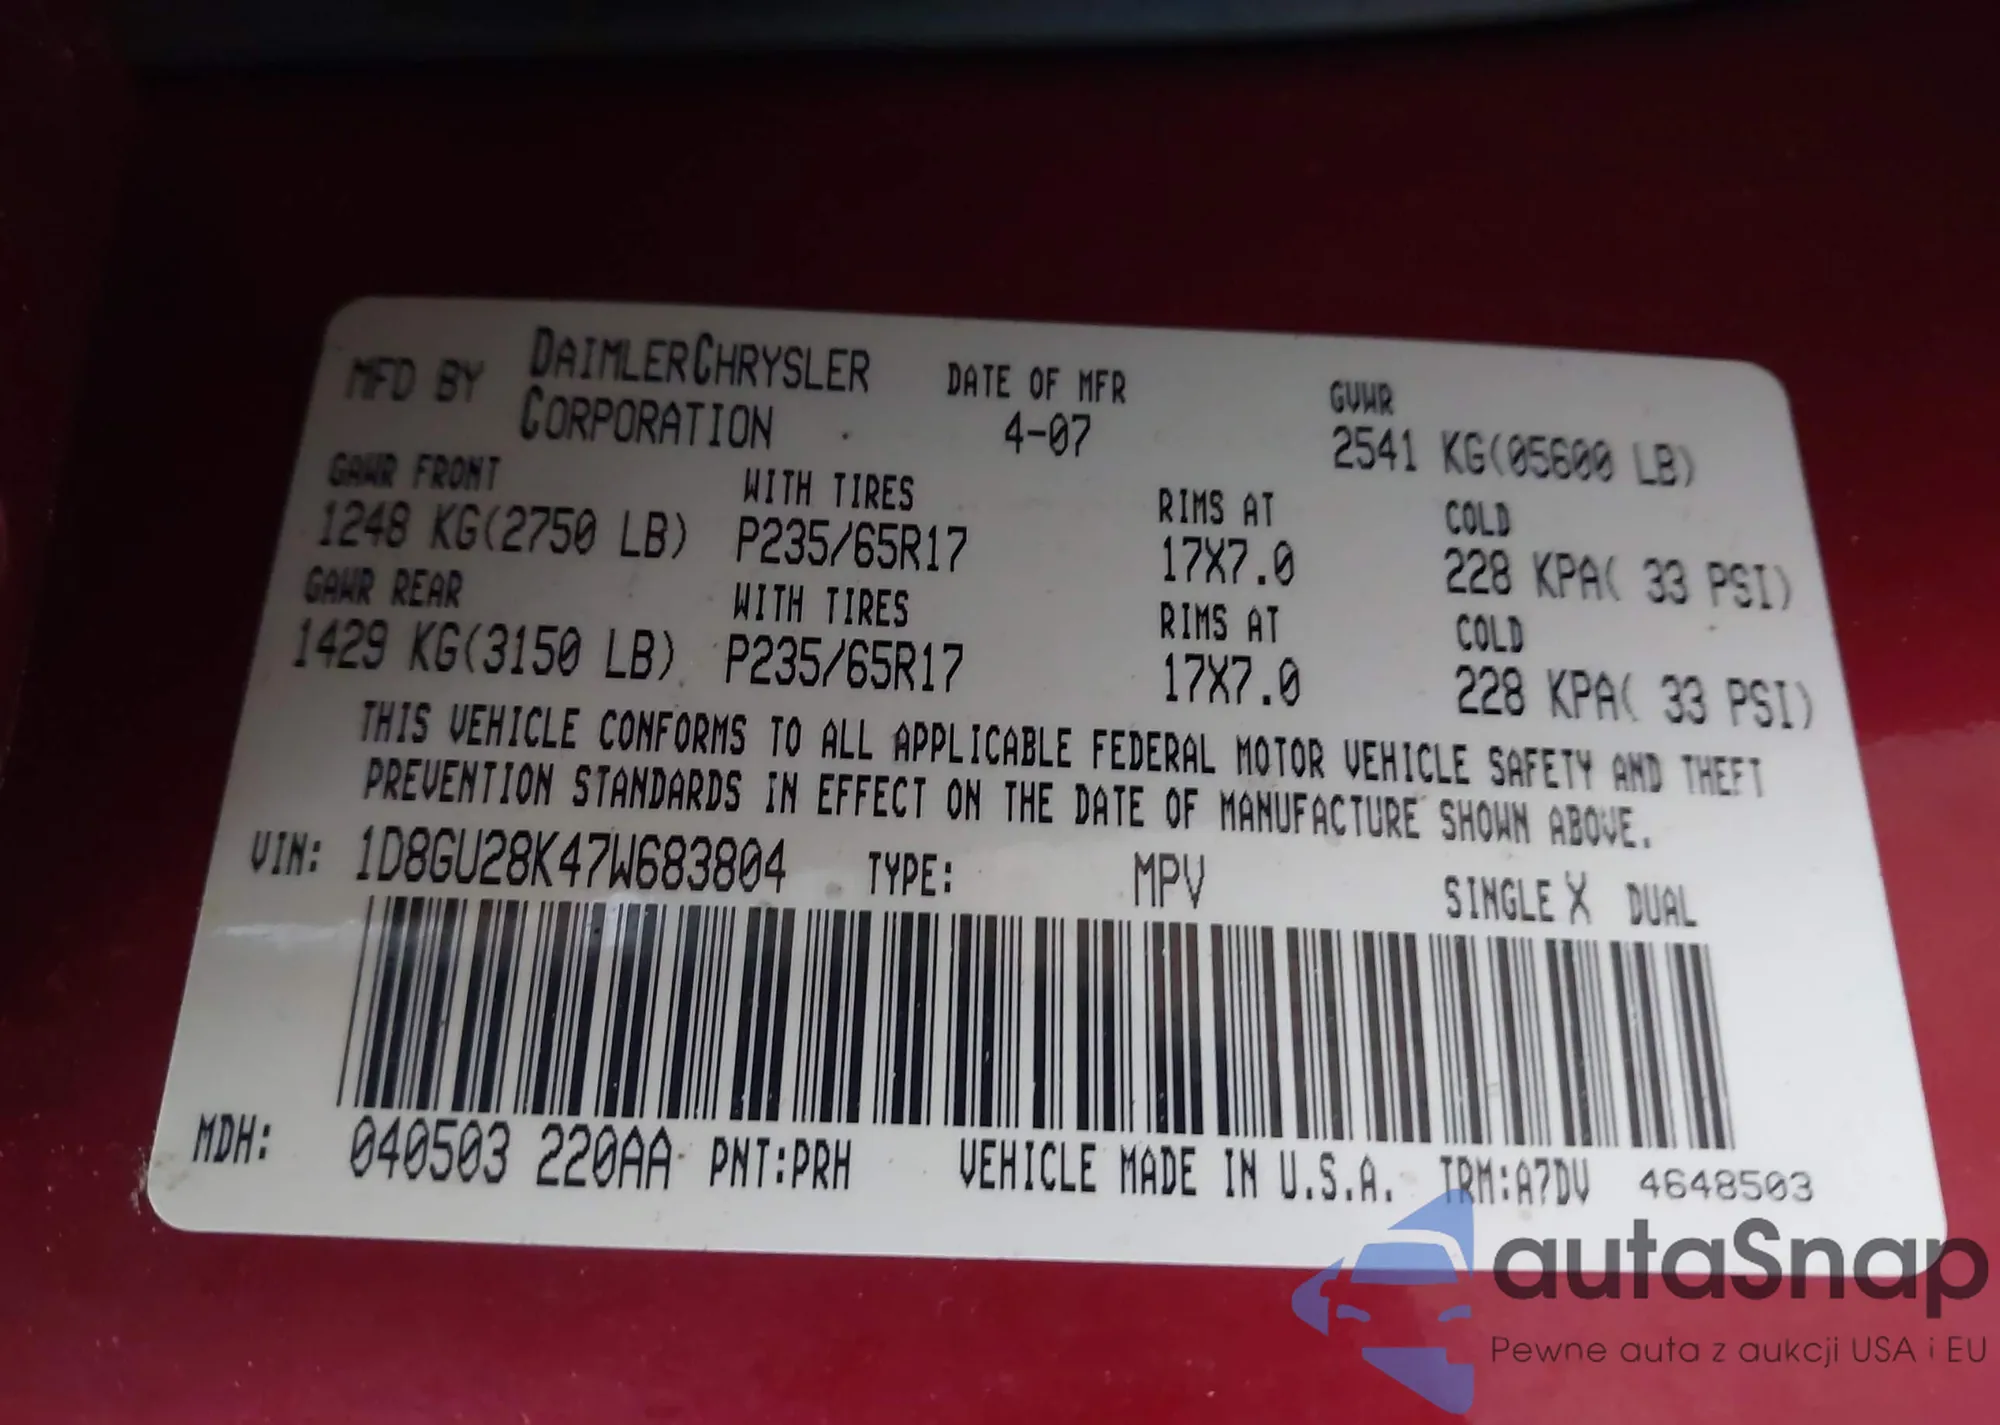 MFD BY DAIMLERCHRYSLER CORPORATION DATE OF MFR 4-07 GVWR 2541 KG(05600 LB)
GAWR FRONT WITH TIRES RIMS AT COLD
1248 KG(2750 LB) P235/65R17 17X7.0 228 KPA( 33 PSI)
GAWR REAR WITH TIRES RIMS AT COLD
1429 KG(3150 LB) P235/65R17 17X7.0 228 KPA( 33 PSI)
THIS VEHICLE CONFORMS TO ALL APPLICABLE FEDERAL MOTOR VEHICLE SAFETY AND THEFT
PREVENTION STANDARDS IN EFFECT ON THE DATE OF MANUFACTURE SHOWN ABOVE.
VIN: 1D8GU28K47W683804 TYPE: MPV SINGLE X DUAL
MDH: 040503 220AA PNT:PRH VEHICLE MADE IN U.S.A. TRM:A7DV 4648503
autaSnap
Pewne auta z aukcji USA i EU